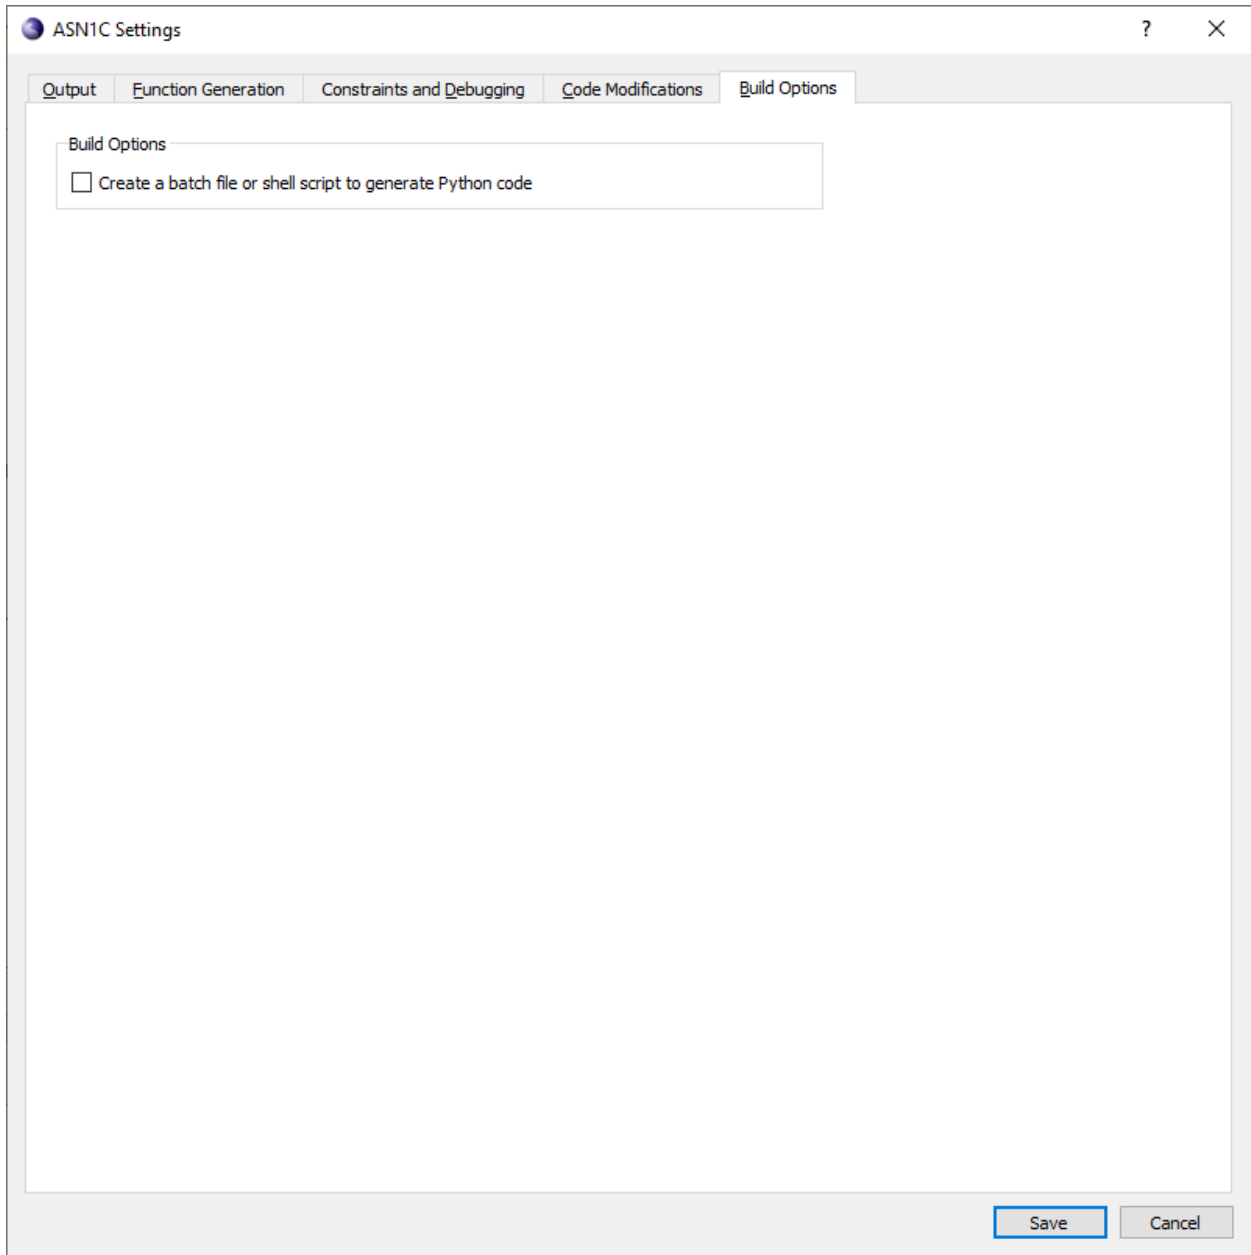 ASN1C Settings
?
Output Function Generation Constraints and Debugging Code Modifications Build Options
Build Options
Create a batch file or shell script to generate Python code
Save Cancel